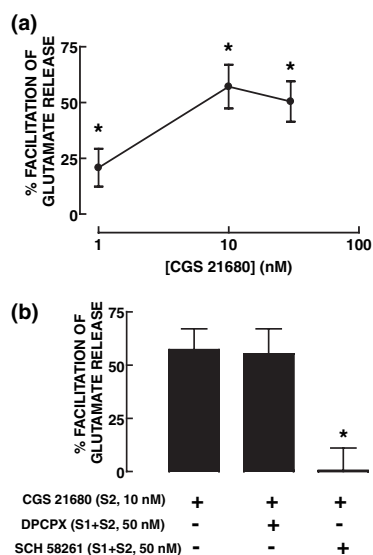 (a)
75
50
25
0
% FACILITATION OF
GLUTAMATE RELEASE
*
*
*
1 10 100
[CGS 21680] (nM)
(b)
75
50
25
0
% FACILITATION OF
GLUTAMATE RELEASE
*
CGS 21680 (S2, 10 nM) + + +
DPCPX (S1+S2, 50 nM) - + -
SCH 58261 (S1+S2, 50 nM) - - +